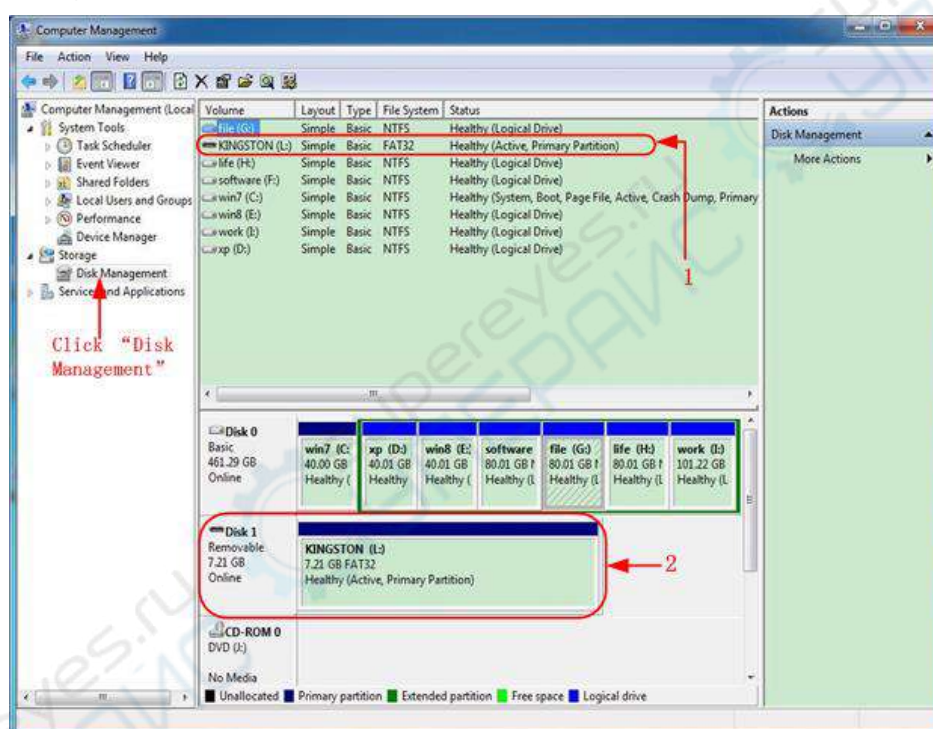 Computer Management
File Action View Help
Computer Management (Local
System Tools
Task Scheduler
Event Viewer
Shared Folders
Local Users and Groups
Performance
Device Manager
Storage
Disk Management
Services and Applications
Click “Disk
Management”
Volume Layout Type File System Status
file (G:) Simple Basic NTFS Healthy (Logical Drive)
KINGSTON (L:) Simple Basic FAT32 Healthy (Active, Primary Partition)
life (H:) Simple Basic NTFS Healthy (Logical Drive)
software (F:) Simple Basic NTFS Healthy (Logical Drive)
win7 (C:) Simple Basic NTFS Healthy (System, Boot, Page File, Active, Crash Dump, Primary
win8 (E:) Simple Basic NTFS Healthy (Logical Drive)
work (I:) Simple Basic NTFS Healthy (Logical Drive)
xp (D:) Simple Basic NTFS Healthy (Logical Drive)
1
Actions
Disk Management
More Actions
Disk 0
Basic
461.29 GB
Online
win7 (C: xp (D:) win8 (E: software file (G:) life (H:) work (I:)
40.00 GB 40.01 GB 40.01 GB 80.01 GB N 80.01 GB N 80.01 GB N 101.22 GB
Healthy ( Healthy Healthy ( Healthy (L Healthy (L Healthy (L Healthy (L
Disk 1
Removable
7.21 GB
Online
KINGSTON (L:)
7.21 GB FAT32
Healthy (Active, Primary Partition)
2
CD-ROM 0
DVD (J:)
No Media
Unallocated Primary partition Extended partition Free space Logical drive